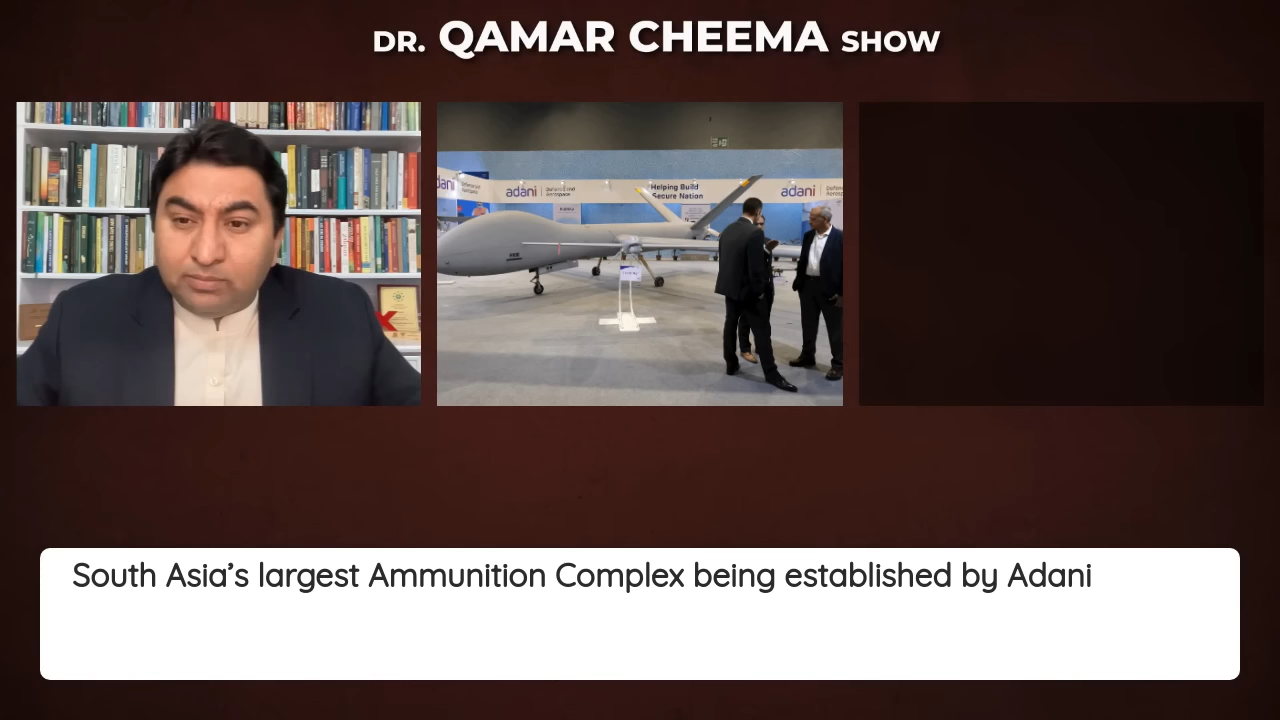 DR. QAMAR CHEEMA SHOW
adani
adani
Helping Build
Secure Nation
adani
South Asia’s largest Ammunition Complex being established by Adani